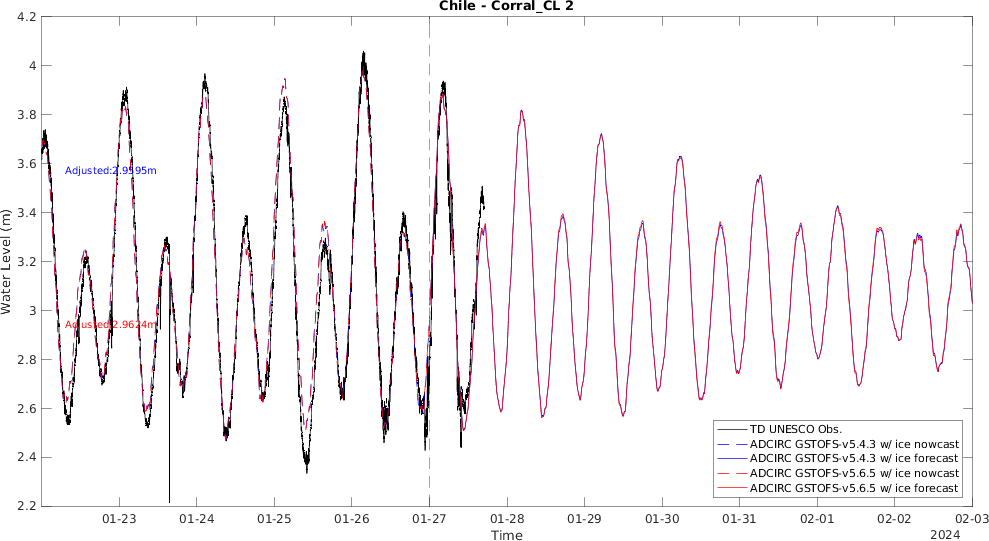 Chile - Corral_CL 2
Water Level (m)
4.2
4
3.8
3.6
3.4
3.2
3
2.8
2.6
2.4
2.2
Adjusted:2.9595m
Adjusted:2.9624m
TD UNESCO Obs.
ADCIRC GSTOFS-v5.4.3 w/ ice nowcast
ADCIRC GSTOFS-v5.4.3 w/ ice forecast
ADCIRC GSTOFS-v5.6.5 w/ ice nowcast
ADCIRC GSTOFS-v5.6.5 w/ ice forecast
01-23 01-24 01-25 01-26 01-27 01-28 01-29 01-30 01-31 02-01 02-02 02-03
Time
2024